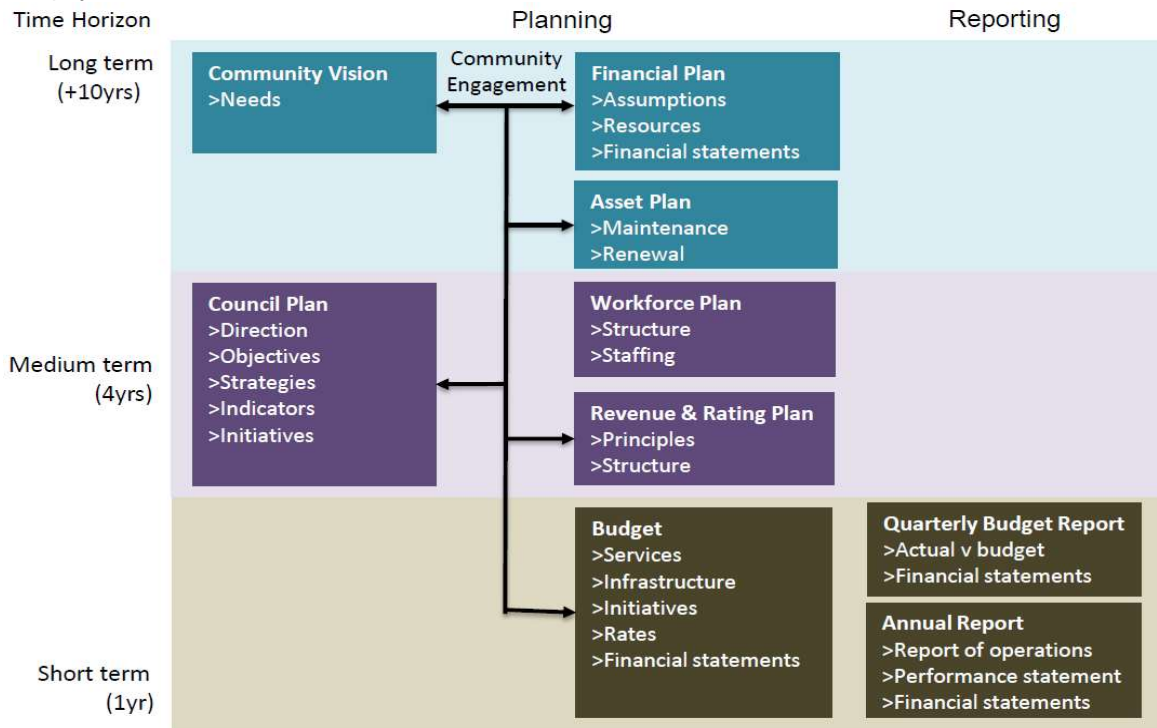 Time Horizon
Planning
Reporting
Long term
(+10yrs)
Community Vision
>Needs
Community
Engagement
Financial Plan
>Assumptions
>Resources
>Financial statements
Asset Plan
>Maintenance
>Renewal
Medium term
(4yrs)
Council Plan
>Direction
>Objectives
>Strategies
>Indicators
>Initiatives
Workforce Plan
>Structure
>Staffing
Revenue & Rating Plan
>Principles
>Structure
Short term
(1yr)
Budget
>Services
>Infrastructure
>Initiatives
>Rates
>Financial statements
Quarterly Budget Report
>Actual v budget
>Financial statements
Annual Report
>Report of operations
>Performance statement
>Financial statements